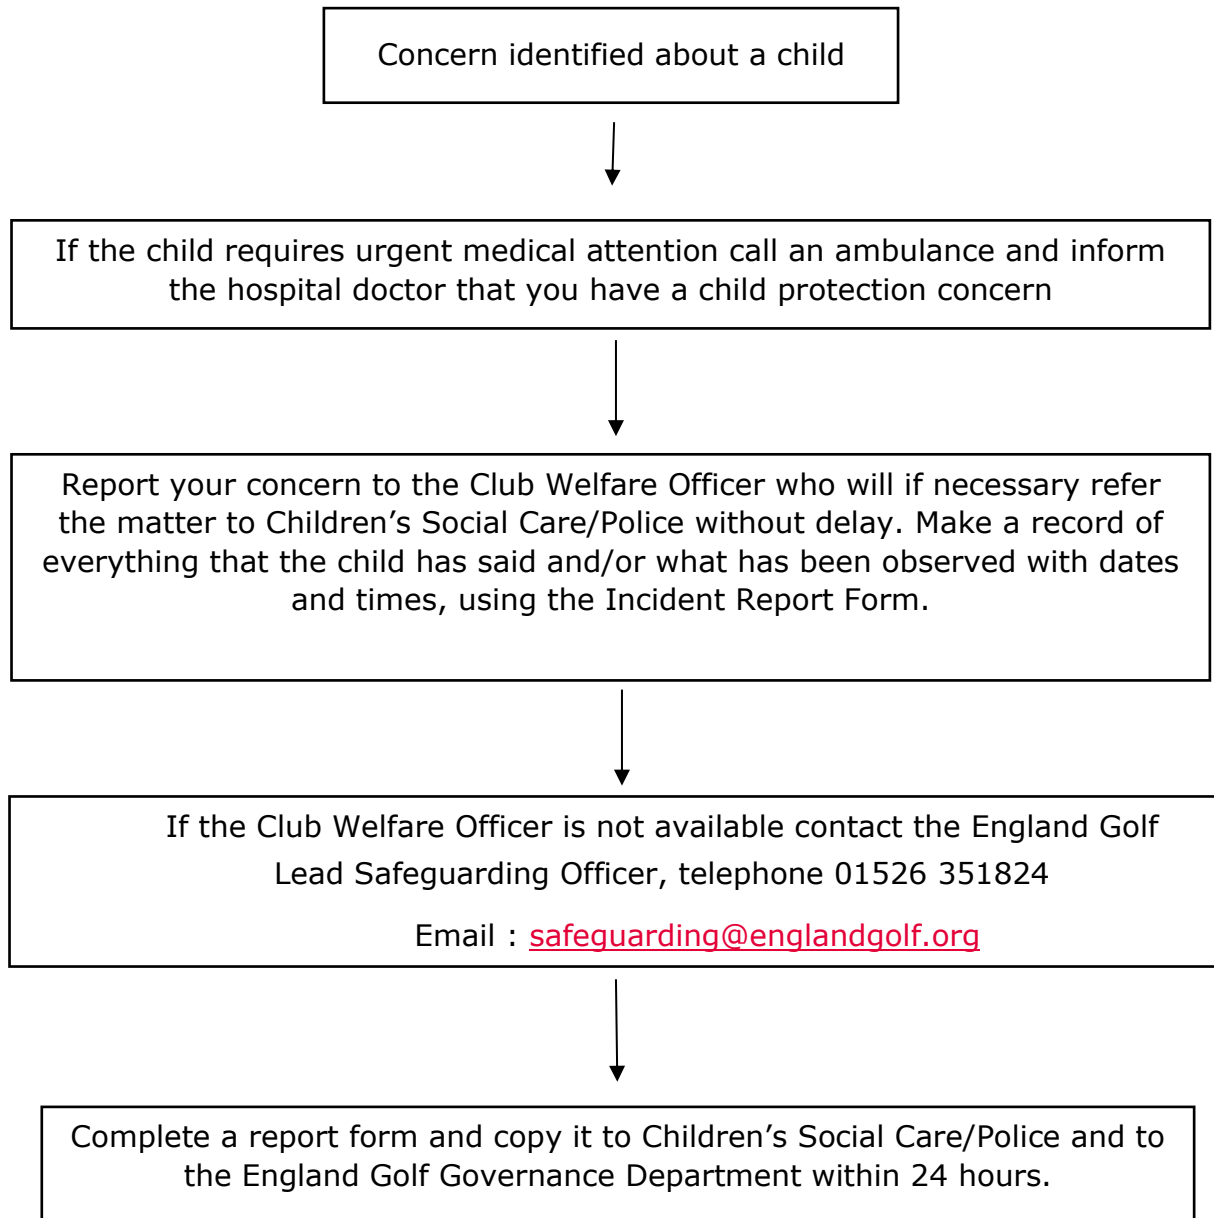 Concern identified about a child
If the child requires urgent medical attention call an ambulance and inform
the hospital doctor that you have a child protection concern
Report your concern to the Club Welfare Officer who will if necessary refer
the matter to Children’s Social Care/Police without delay. Make a record of
everything that the child has said and/or what has been observed with dates
and times, using the Incident Report Form.
If the Club Welfare Officer is not available contact the England Golf
Lead Safeguarding Officer, telephone 01526 351824
Email : safeguarding@englandgolf.org
Complete a report form and copy it to Children’s Social Care/Police and to
the England Golf Governance Department within 24 hours.